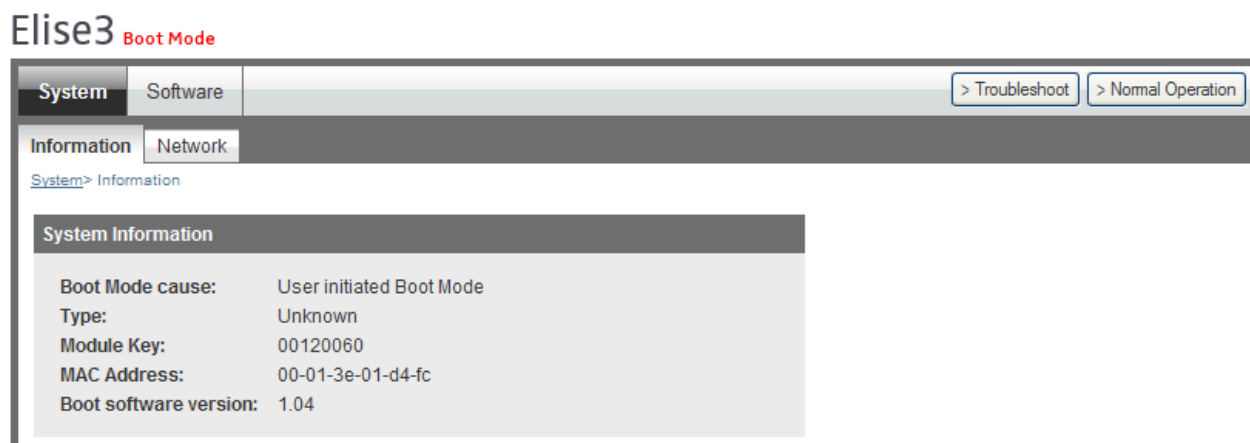 Elise3 Boot Mode
System Software > Troubleshoot > Normal Operation
Information Network
System> Information
System Information
Boot Mode cause: User initiated Boot Mode
Type: Unknown
Module Key: 00120060
MAC Address: 00-01-3e-01-d4-fc
Boot software version: 1.04